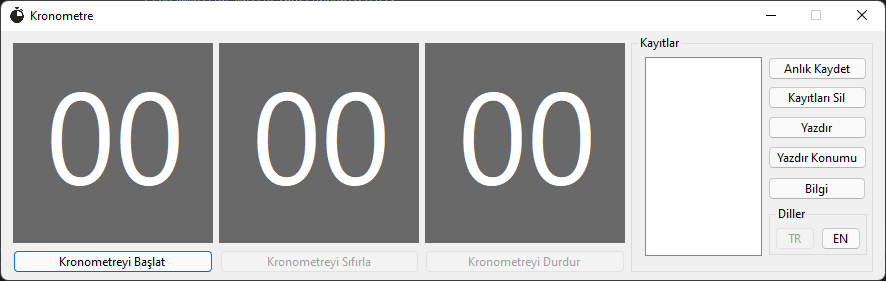 Kronometre
00 00 00
Kronometreyi Başlat
Kronometreyi Sıfırla
Kronometreyi Durdur
Kayıtlar
Anlık Kaydet
Kayıtları Sil
Yazdır
Yazdır Konumu
Bilgi
Diller
TR
EN